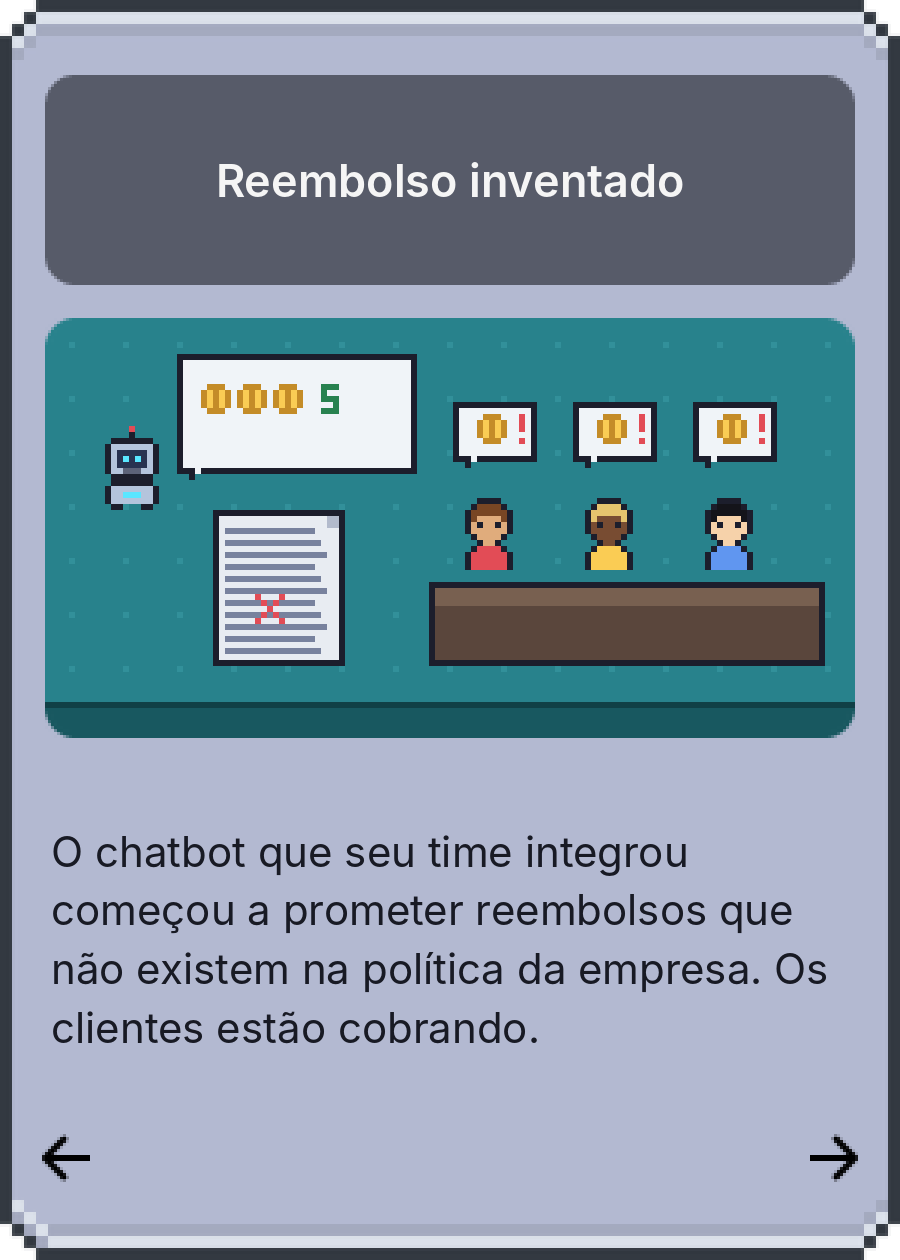 Reembolso inventado
S
! ! !
O chatbot que seu time integrou
começou a prometer reembolsos que
não existem na política da empresa. Os
clientes estão cobrando.